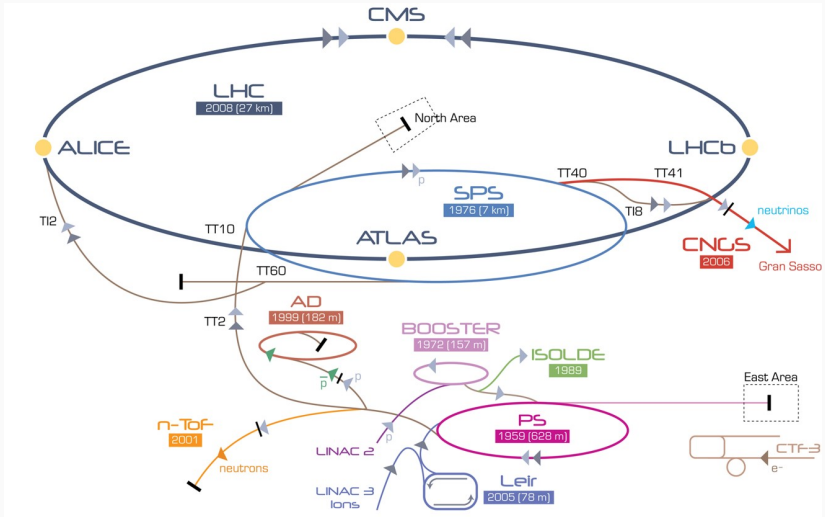 CMS
LHC
2008 (27 km)
North Area
ALICE
LHCb
TT40
TT41
p
SPS
1976 (7 km)
TI2
TT10
TI8
neutrinos
ATLAS
CNGS
2006
Gran Sasso
TT60
AD
1999 (182 m)
TT2
BOOSTER
1972 (157 m)
ISOLDE
1989
p̅
p
East Area
n-ToF
2001
PS
1959 (628 m)
p
LINAC 2
neutrons
CTF3
e-
LINAC 3
Ions
Leir
2005 (78 m)